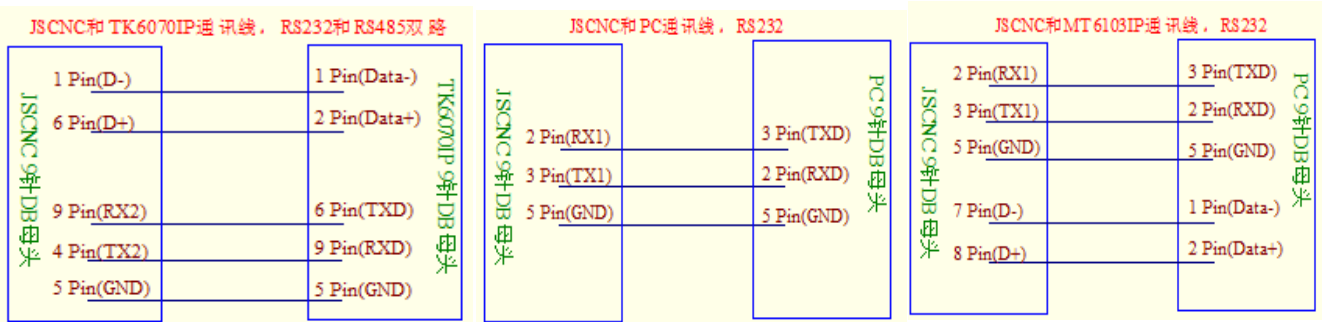 JSCNC和TK6070IP通讯线，RS232和RS485双路
1 Pin(D-)
1 Pin(Data-)
6 Pin(D+)
2 Pin(Data+)
9 Pin(RX2)
6 Pin(TXD)
4 Pin(TX2)
9 Pin(RXD)
5 Pin(GND)
5 Pin(GND)
JSCNC 9针DB母头
TK6070IP 9针DB母头
JSCNC和PC通讯线，RS232
2 Pin(RX1)
3 Pin(TXD)
3 Pin(TX1)
2 Pin(RXD)
5 Pin(GND)
5 Pin(GND)
JSCNC 9针DB母头
PC 9针DB母头
JSCNC和MT6103IP通讯线，RS232
2 Pin(RX1)
3 Pin(TXD)
3 Pin(TX1)
2 Pin(RXD)
5 Pin(GND)
5 Pin(GND)
7 Pin(D-)
1 Pin(Data-)
8 Pin(D+)
2 Pin(Data+)
JSCNC 9针DB母头
PC 9针DB母头